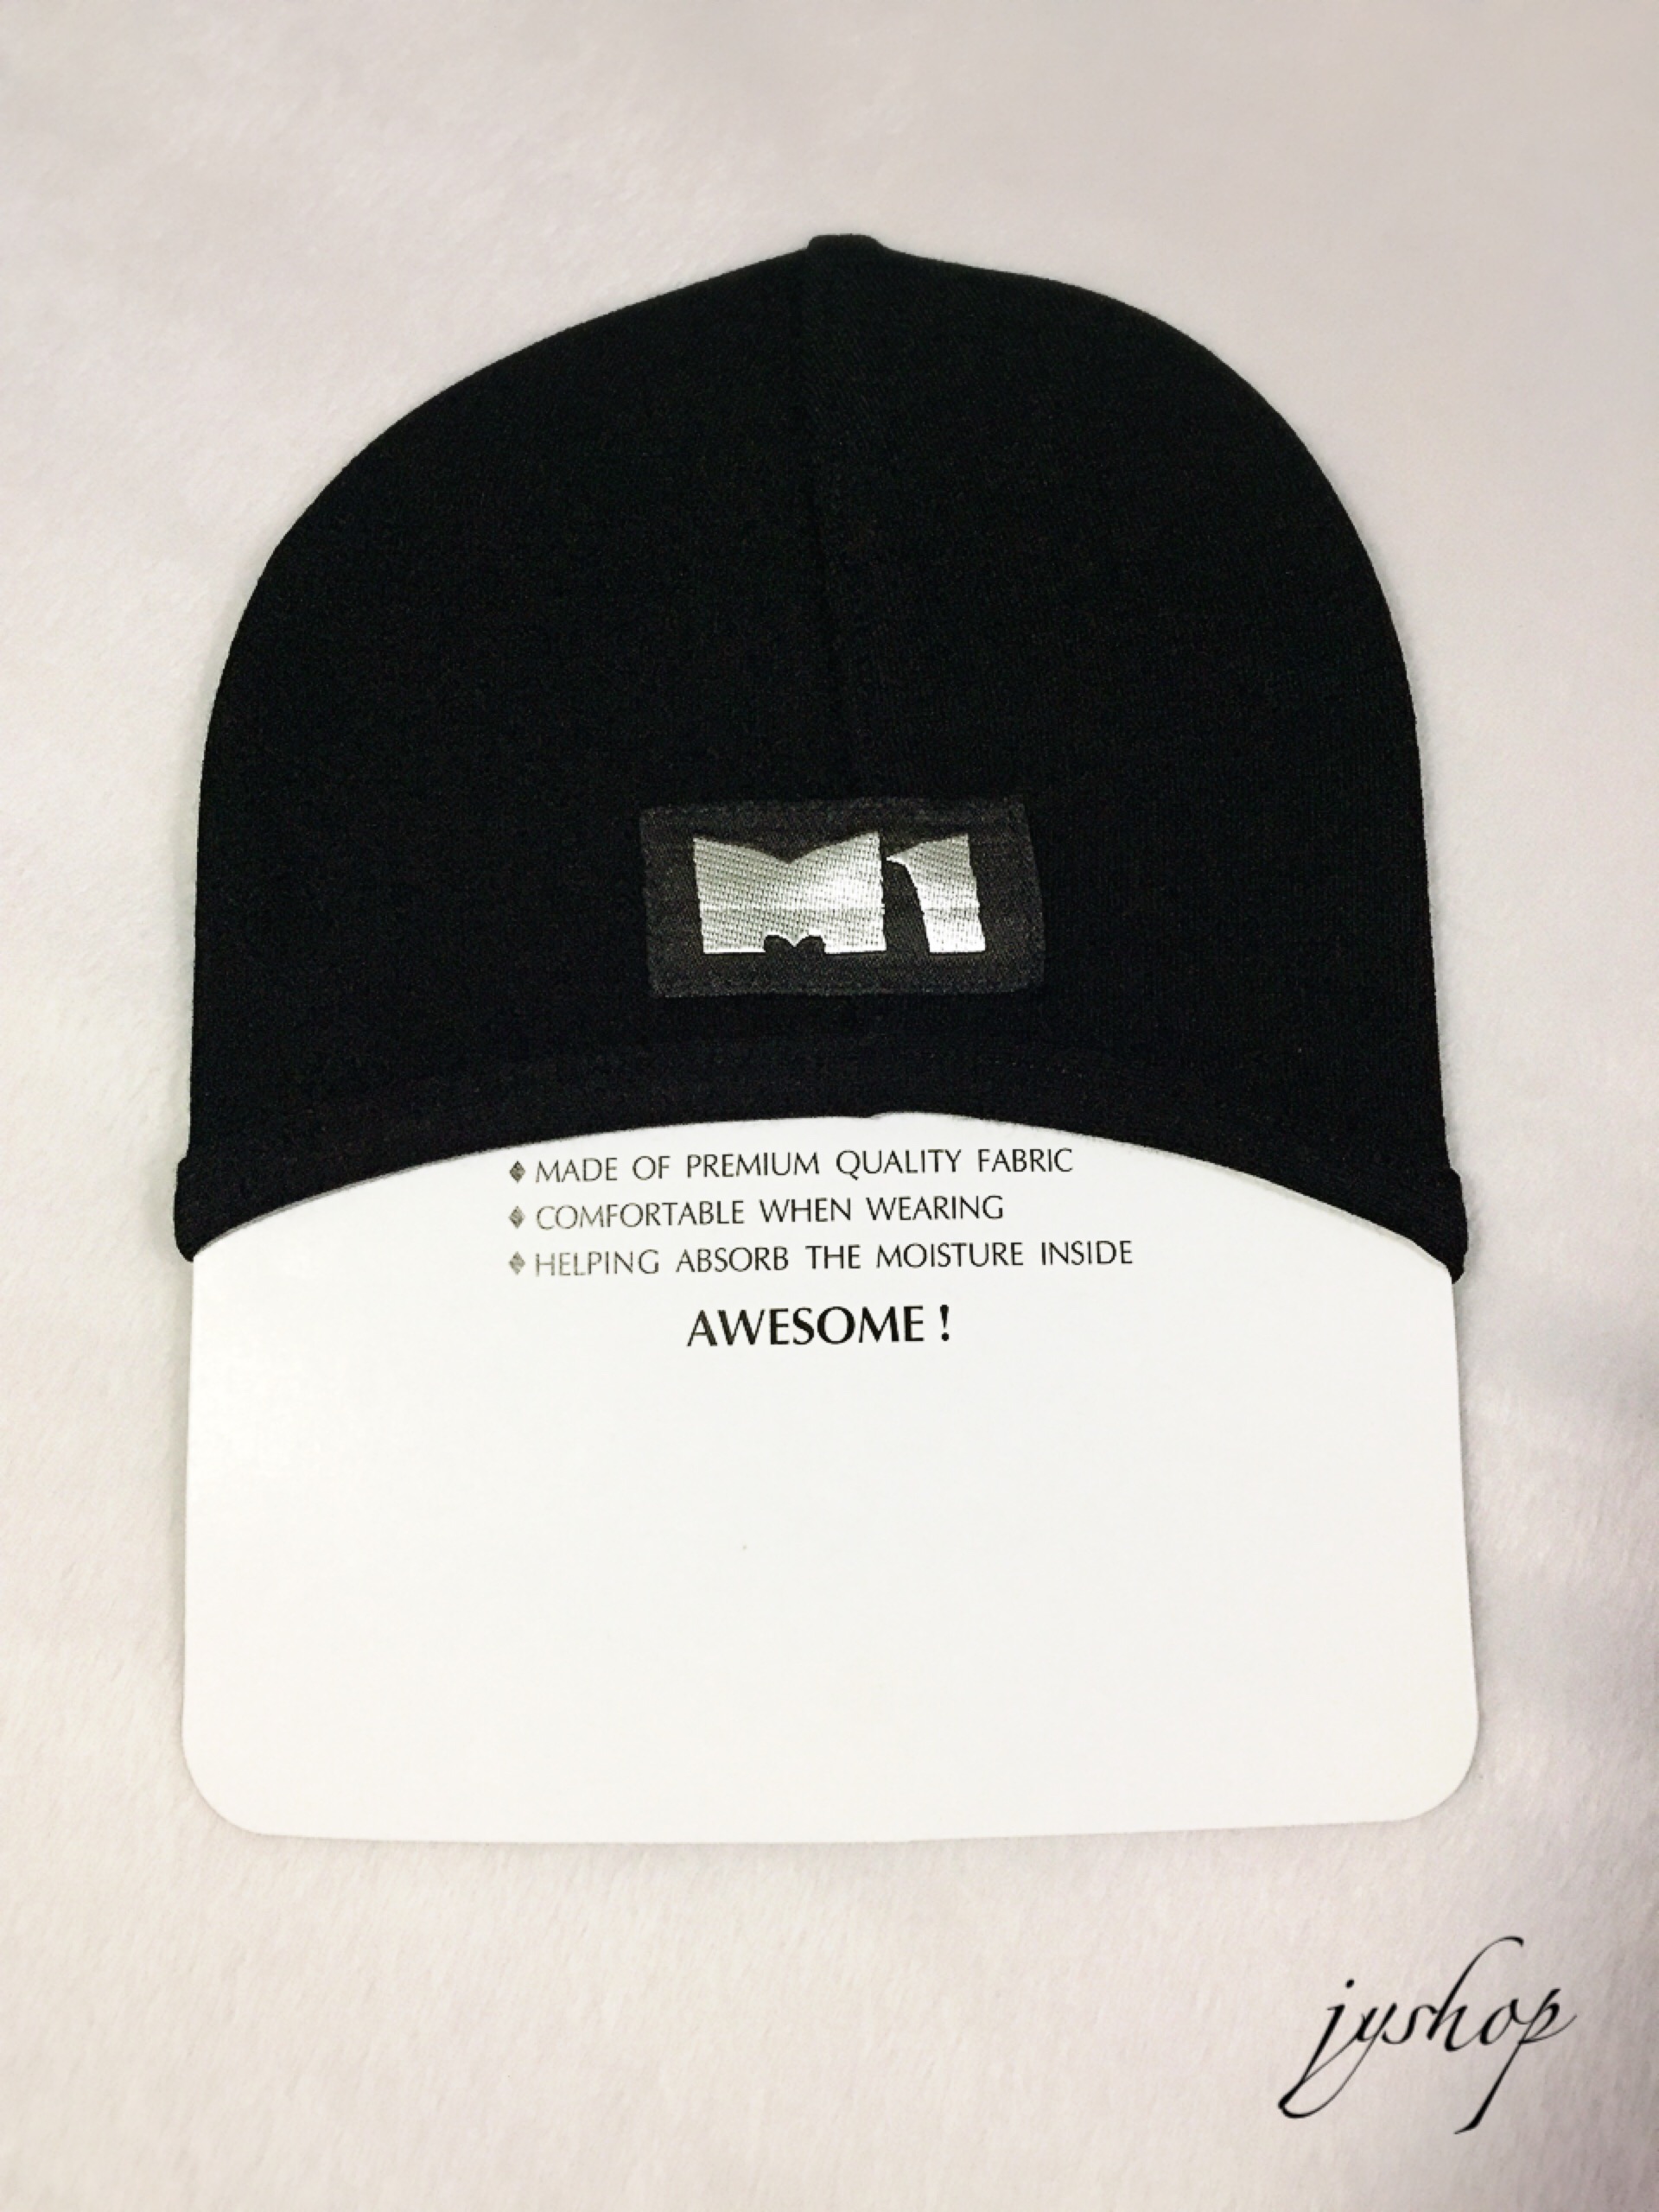 M1
♦ MADE OF PREMIUM QUALITY FABRIC
♦ COMFORTABLE WHEN WEARING
♦ HELPING ABSORB THE MOISTURE INSIDE
AWESOME !
jyshop